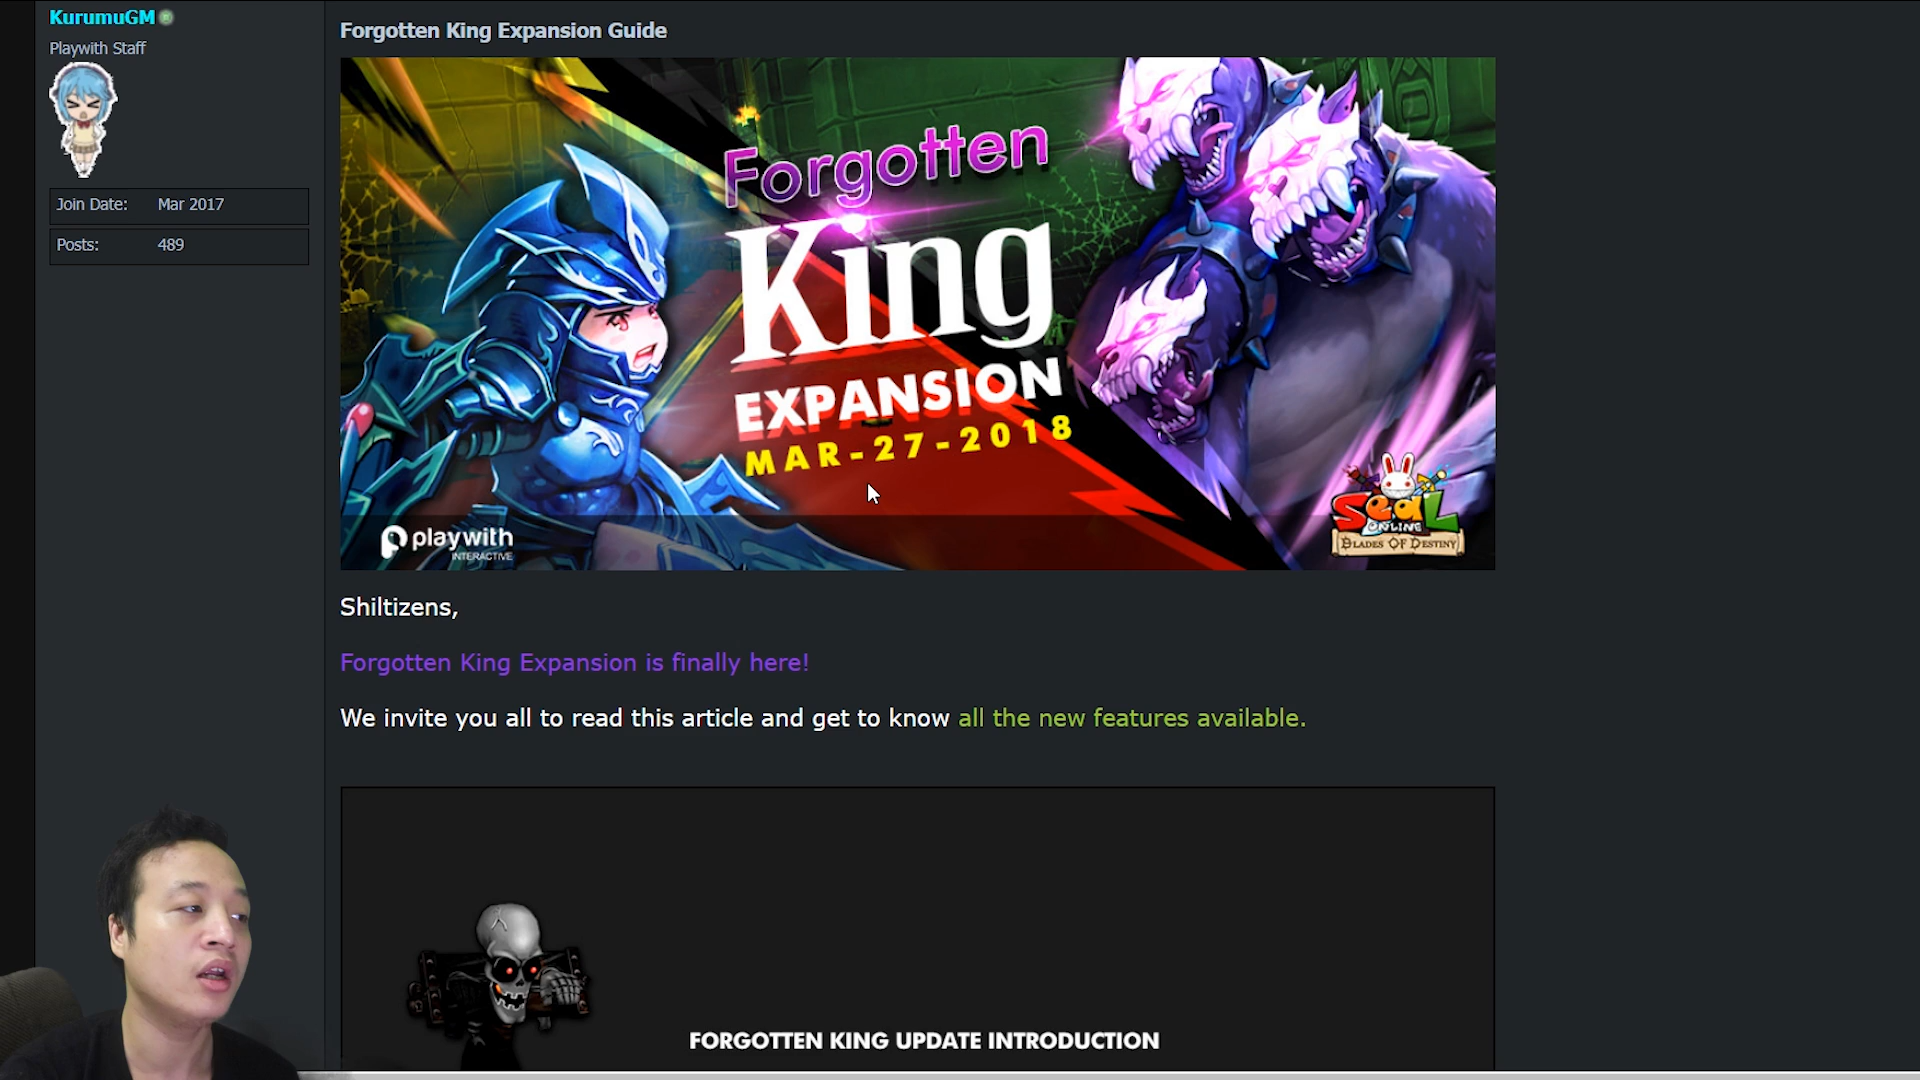 KurumuGM
Playwith Staff
Join Date: Mar 2017
Posts: 489
Forgotten King Expansion Guide
Forgotten
King
EXPANSION
MAR-27-2018
playwith
INTERACTIVE
SeaL
ONLINE
BLADES OF DESTINY
Shiltizens,
Forgotten King Expansion is finally here!
We invite you all to read this article and get to know all the new features available.
FORGOTTEN KING UPDATE INTRODUCTION